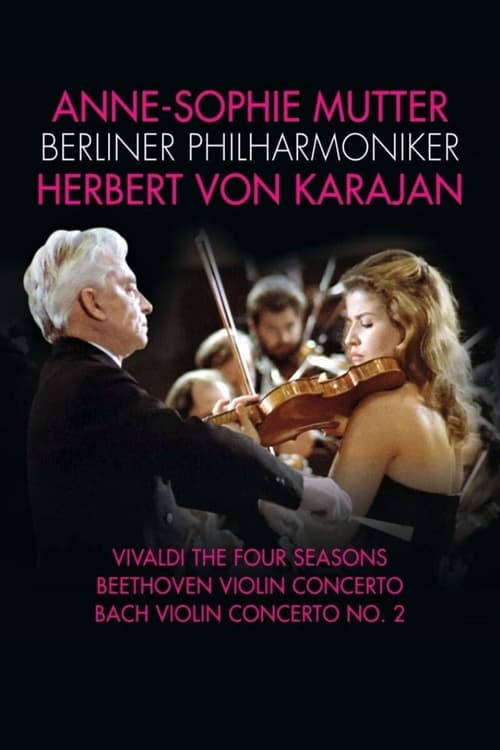 ANNE-SOPHIE MUTTER
BERLINER PHILHARMONIKER
HERBERT VON KARAJAN
VIVALDI THE FOUR SEASONS
BEETHOVEN VIOLIN CONCERTO
BACH VIOLIN CONCERTO NO. 2